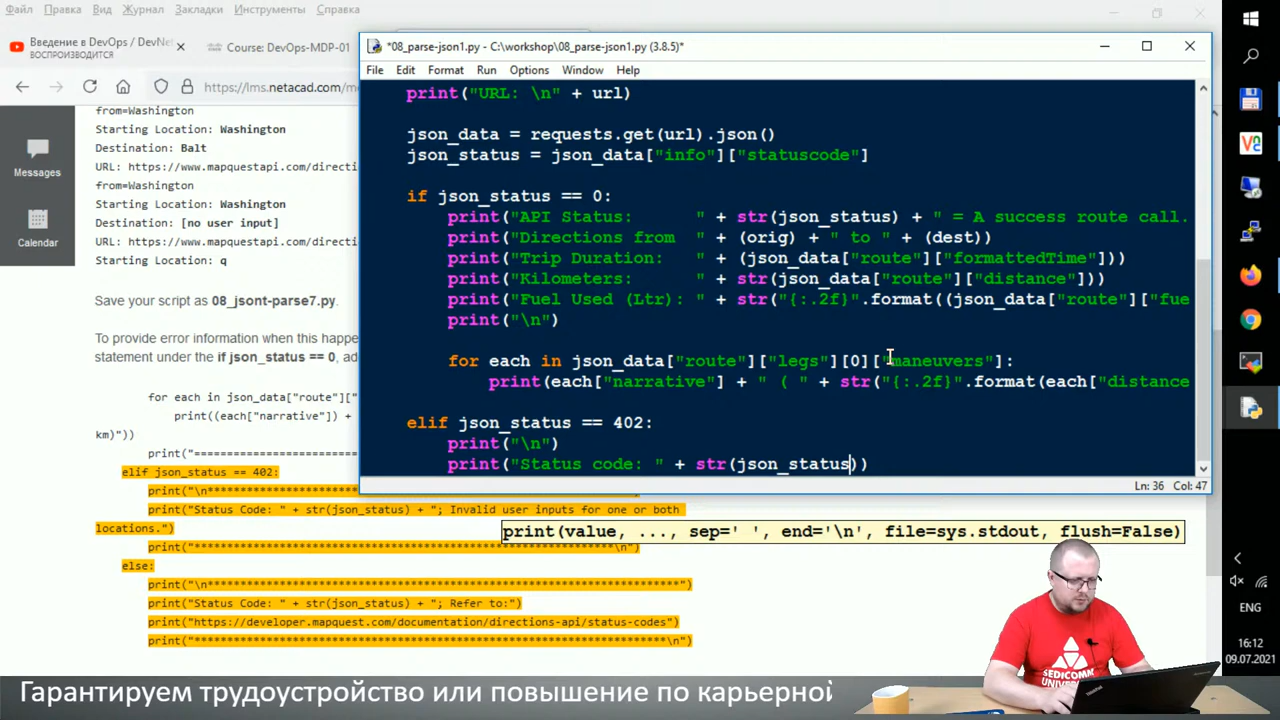 Файл Правка Вид Журнал Закладки Инструменты Справка
Введение в DevOps / DevNet
ВОСПРОИЗВОДИТСЯ
Course: DevOps-MDP-01
https://lms.netacad.com/m
*08_parse-json1.py - C:\workshop\08_parse-json1.py (3.8.5)*
File Edit Format Run Options Window Help
print("URL: \n" + url)
json_data = requests.get(url).json()
json_status = json_data["info"]["statuscode"]
if json_status == 0:
print("API Status: " + str(json_status) + " = A success route call.
print("Directions from " + (orig) + " to " + (dest))
print("Trip Duration: " + (json_data["route"]["formattedTime"]))
print("Kilometers: " + str(json_data["route"]["distance"]))
print("Fuel Used (Ltr): " + str("{:.2f}".format((json_data["route"]["fue
print("\n")
for each in json_data["route"]["legs"][0]["maneuvers"]:
print(each["narrative"] + " ( " + str("{:.2f}".format(each["distance
elif json_status == 402:
print("\n")
print("Status code: " + str(json_status))
Ln: 36 Col: 47
print(value, ..., sep=' ', end='\n', file=sys.stdout, flush=False)
Messages
Calendar
from=Washington
Starting Location: Washington
Destination: Balt
URL: https://www.mapquestapi.com/direct
from=Washington
Starting Location: Washington
Destination: [no user input]
URL: https://www.mapquestapi.com/direct
Starting Location: q
Save your script as 08_jsont-parse7.py.
To provide error information when this happe
statement under the if json_status == 0, ad
for each in json_data["route"]["
print((each["narrative"]) +
km)"))
print("=============================
elif json_status == 402:
print("\n****************************
print("Status Code: " + str(json_status) + "; Invalid user inputs for one or both
locations.")
print("**********************************************\n")
else:
print("\n************************************************************************")
print("Status Code: " + str(json_status) + "; Refer to:")
print("https://developer.mapquest.com/documentation/directions-api/status-codes")
print("************************************************************************\n")
ENG
16:12
09.07.2021
SEDICOMM
UNIVERSITY
ThinkPad
Гарантируем трудоустройство или повышение по карьерной